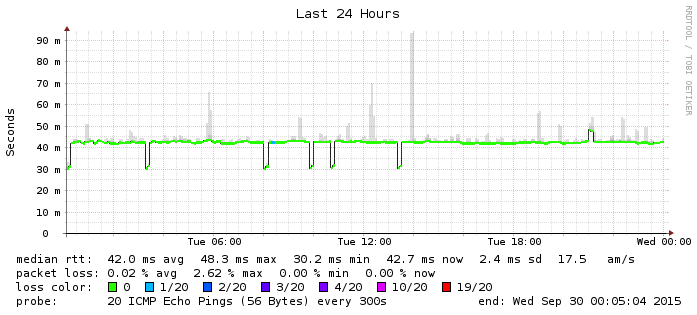 Last 24 Hours
RRDTOOL / TOBI OETIKER
Seconds
90 m
80 m
70 m
60 m
50 m
40 m
30 m
20 m
10 m
0
Tue 06:00 Tue 12:00 Tue 18:00 Wed 00:00
median rtt: 42.0 ms avg 48.3 ms max 30.2 ms min 42.7 ms now 2.4 ms sd 17.5 am/s
packet loss: 0.02 % avg 2.62 % max 0.00 % min 0.00 % now
loss color: 0 1/20 2/20 3/20 4/20 10/20 19/20
probe: 20 ICMP Echo Pings (56 Bytes) every 300s end: Wed Sep 30 00:05:04 2015